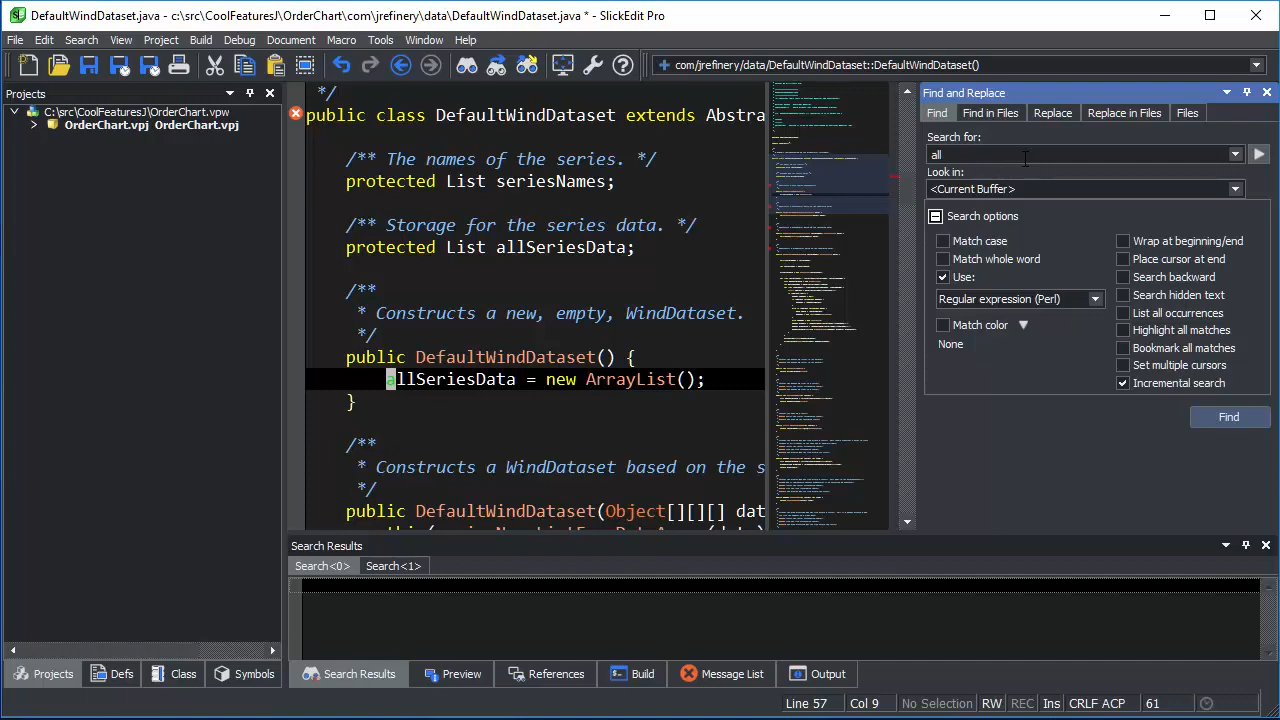 DefaultWindDataset.java - c:\src\CoolFeaturesJ\OrderChart\com\jrefinery\data\DefaultWindDataset.java * - SlickEdit Pro
File Edit Search View Project Build Debug Document Macro Tools Window Help
com/jrefinery/data/DefaultWindDataset::DefaultWindDataset()
Projects
C:\src\CoolFeaturesJ\OrderChart.vpw
OrderChart.vpj OrderChart.vpj
*/
public class DefaultWindDataset extends Abstra
/** The names of the series. */
protected List seriesNames;
/** Storage for the series data. */
protected List allSeriesData;
/**
* Constructs a new, empty, WindDataset.
*/
public DefaultWindDataset() {
allSeriesData = new ArrayList();
}
/**
* Constructs a WindDataset based on the s
*/
public DefaultWindDataset(Object[][][] dat
Find and Replace
Find Find in Files Replace Replace in Files Files
Search for:
all
Look in:
<Current Buffer>
Search options
Match case
Match whole word
Use:
Regular expression (Perl)
Match color
None
Wrap at beginning/end
Place cursor at end
Search backward
Search hidden text
List all occurrences
Highlight all matches
Bookmark all matches
Set multiple cursors
Incremental search
Find
Search Results
Search<0> Search<1>
Projects Defs Class Symbols Search Results Preview References Build Message List Output
Line 57 Col 9 No Selection RW REC Ins CRLF ACP 61